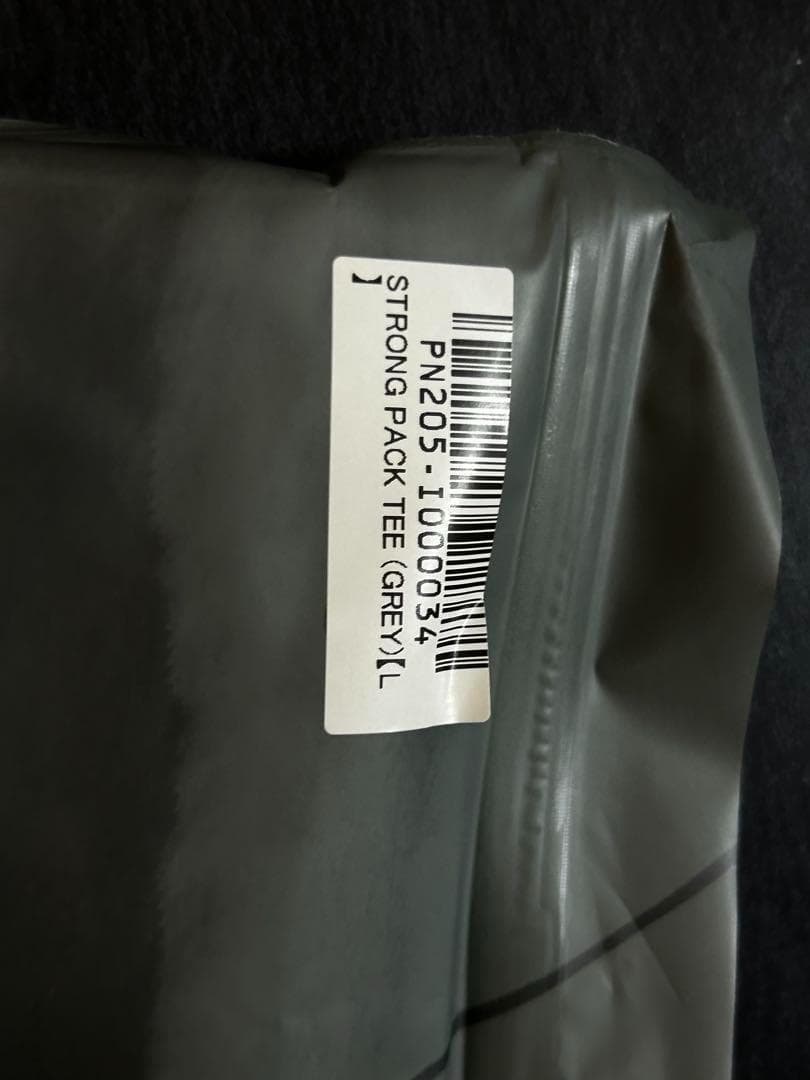 PN205-I000034
STRONG PACK TEE (GREY)【L
】